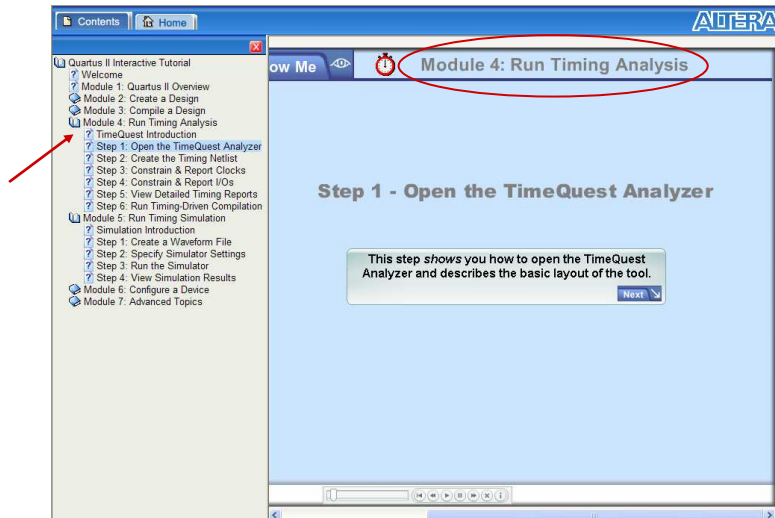 Contents
Home
ALTERA
Quartus II Interactive Tutorial
Welcome
Module 1: Quartus II Overview
Module 2: Create a Design
Module 3: Compile a Design
Module 4: Run Timing Analysis
TimeQuest Introduction
Step 1: Open the TimeQuest Analyzer
Step 2: Create the Timing Netlist
Step 3: Constrain & Report Clocks
Step 4: Constrain & Report I/Os
Step 5: View Detailed Timing Reports
Step 6: Run Timing-Driven Compilation
Module 5: Run Timing Simulation
Simulation Introduction
Step 1: Create a Waveform File
Step 2: Specify Simulator Settings
Step 3: Run the Simulator
Step 4: View Simulation Results
Module 6: Configure a Device
Module 7: Advanced Topics
ow Me
Module 4: Run Timing Analysis
Step 1 - Open the TimeQuest Analyzer
This step shows you how to open the TimeQuest
Analyzer and describes the basic layout of the tool.
Next